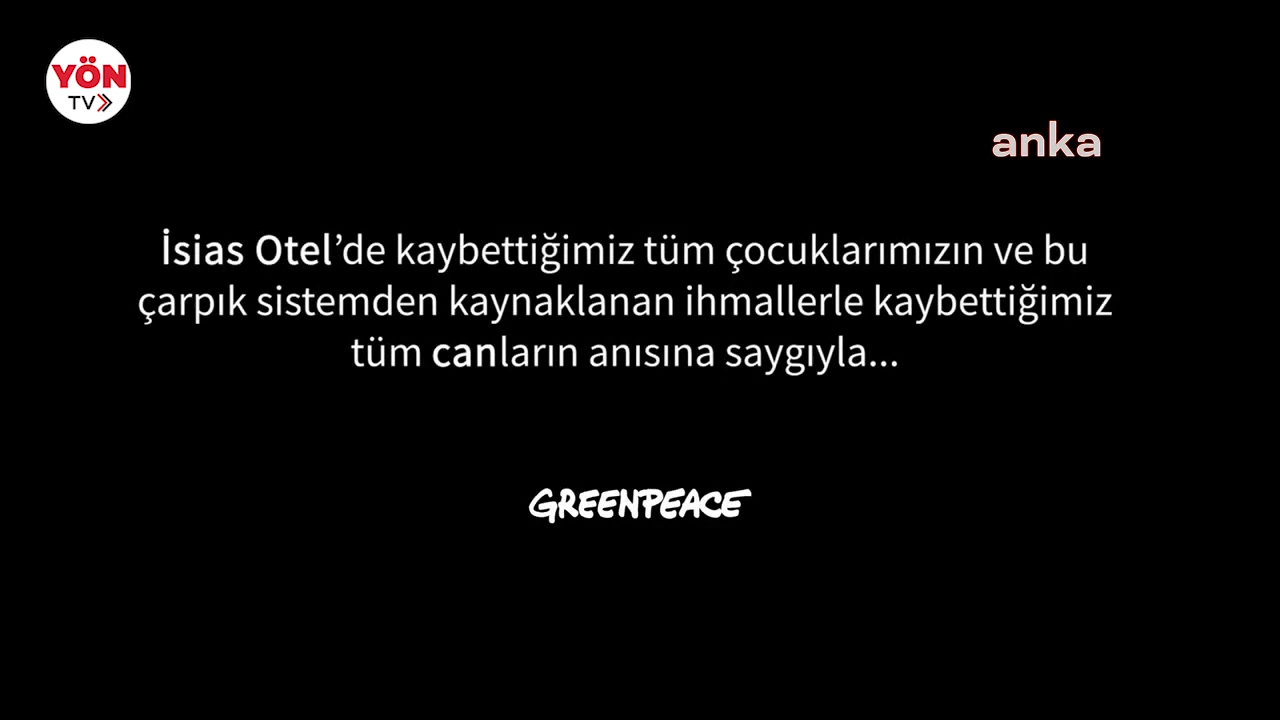 YÖN
TV
anka
İsias Otel’de kaybettiğimiz tüm çocuklarımızın ve bu
çarpık sistemden kaynaklanan ihmallerle kaybettiğimiz
tüm canların anısına saygıyla...
GREENPEACE